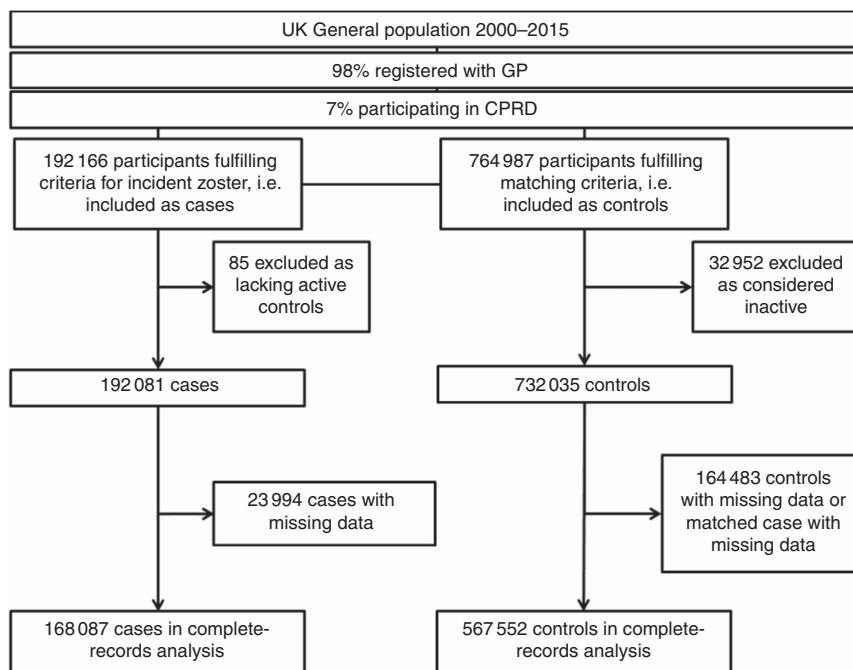 UK General population 2000–2015
98% registered with GP
7% participating in CPRD
192 166 participants fulfilling
criteria for incident zoster, i.e.
included as cases
764 987 participants fulfilling
matching criteria, i.e.
included as controls
85 excluded as
lacking active
controls
32 952 excluded
as considered
inactive
192 081 cases
732 035 controls
23 994 cases with
missing data
164 483 controls
with missing data or
matched case with
missing data
168 087 cases in complete-
records analysis
567 552 controls in complete-
records analysis